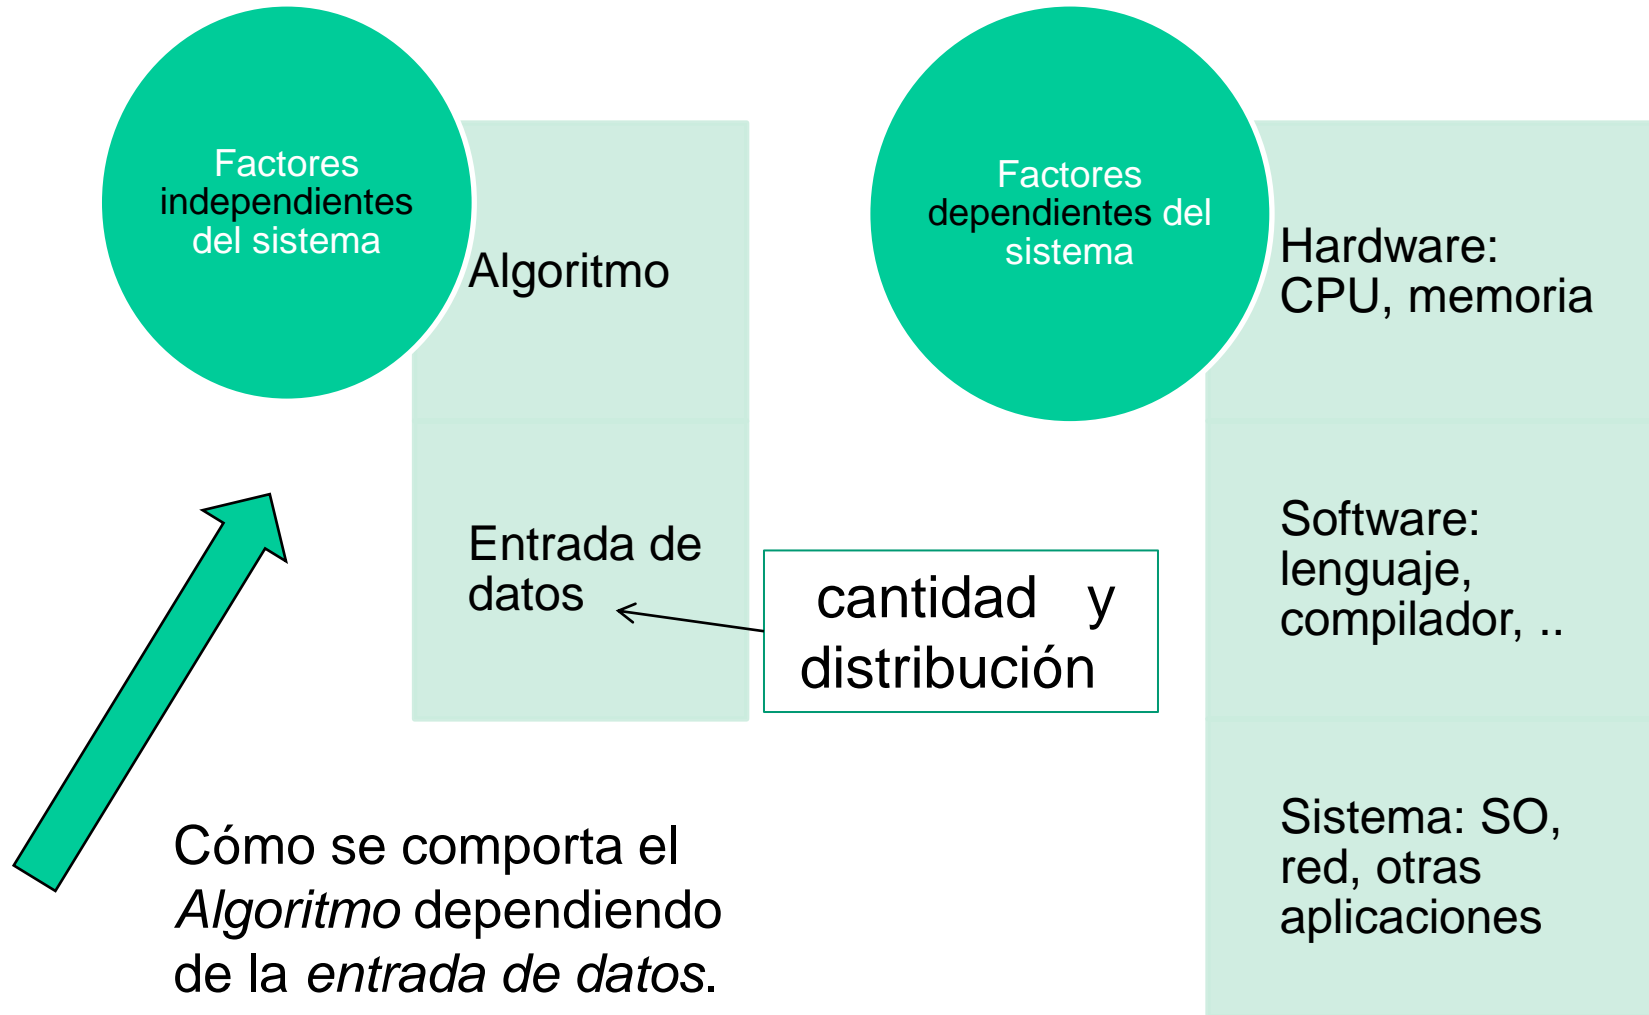 Factores
independientes
del sistema
Algoritmo
Entrada de
datos
cantidad y
distribución
Cómo se comporta el
Algoritmo dependiendo
de la entrada de datos.
Factores
dependientes del
sistema
Hardware:
CPU, memoria
Software:
lenguaje,
compilador, ..
Sistema: SO,
red, otras
aplicaciones